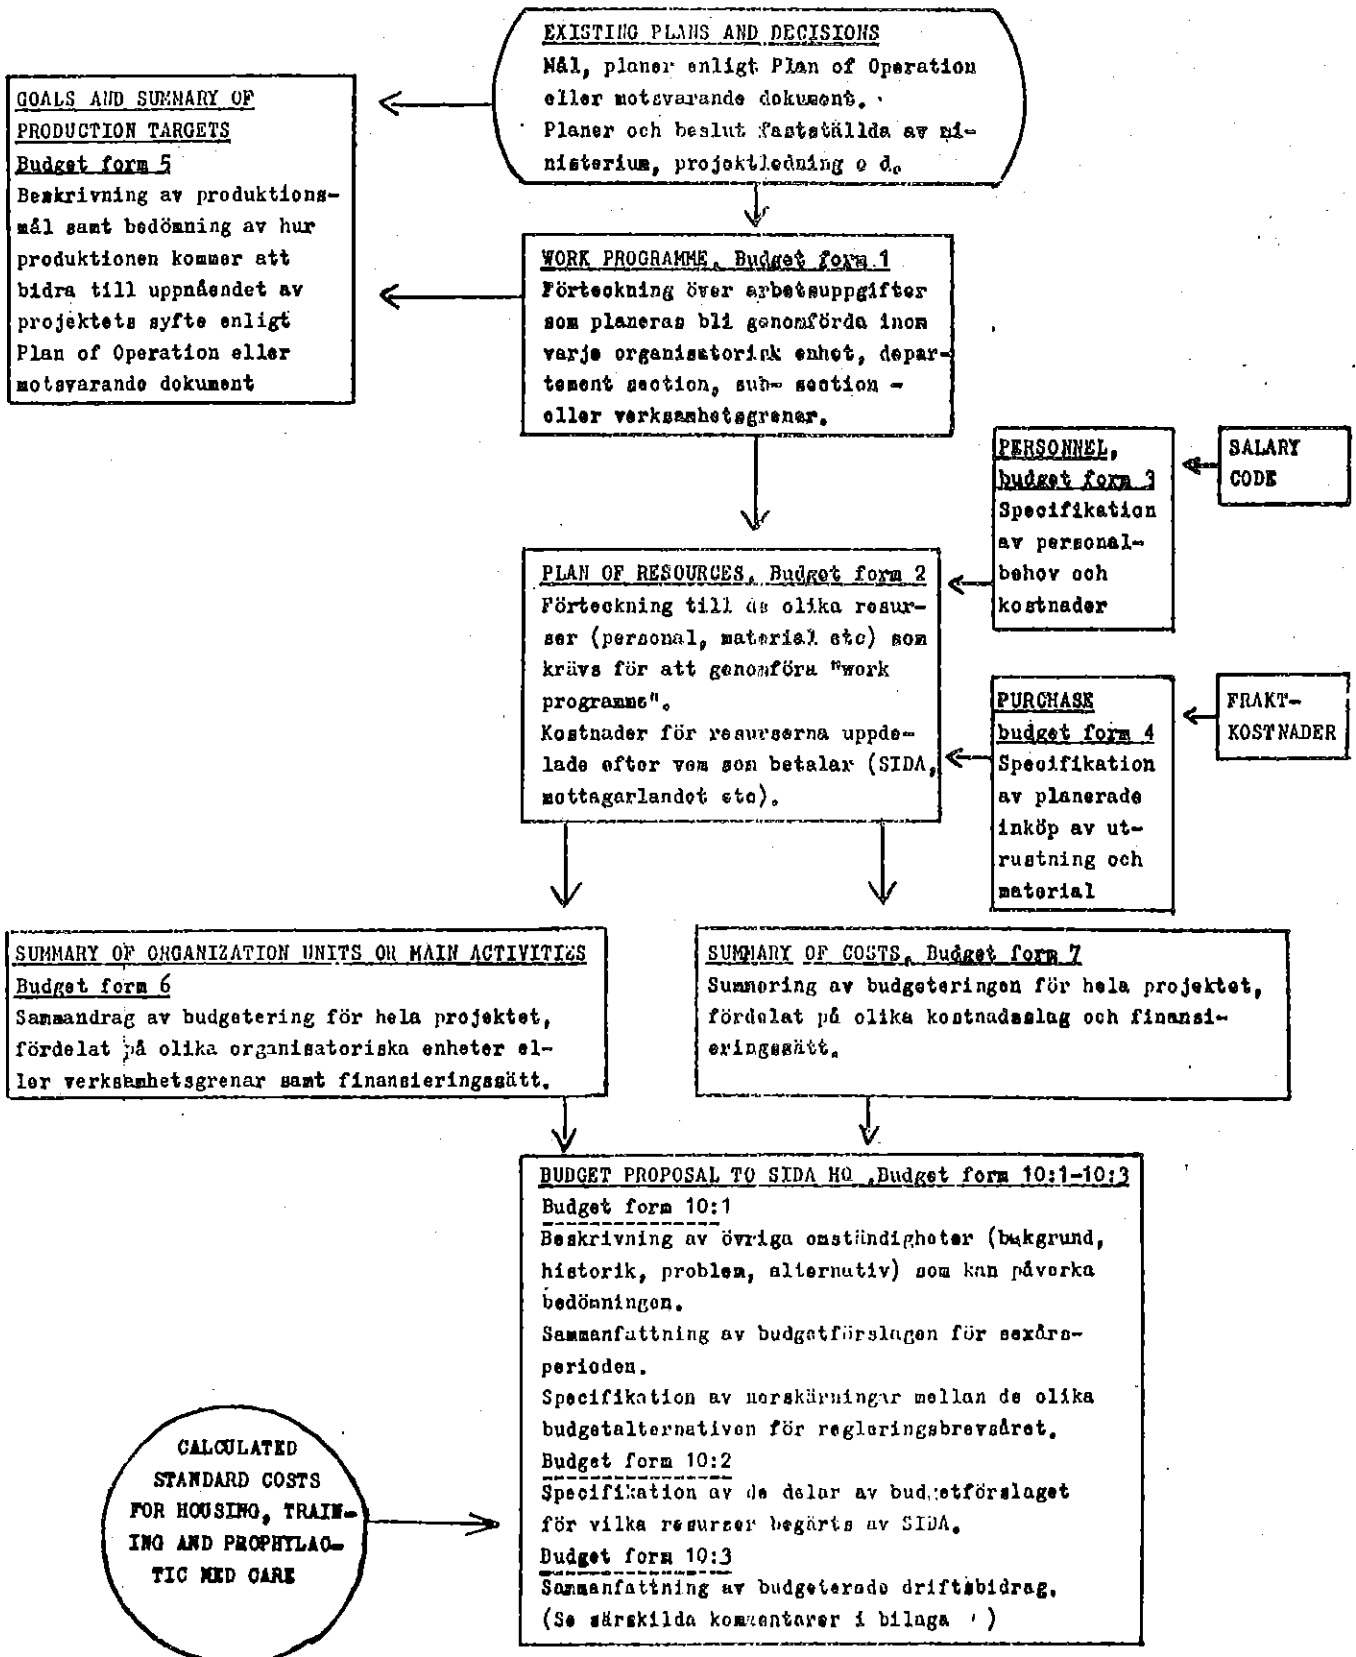 EXISTING PLANS AND DECISIONS
Mål, planer enligt Plan of Operation
eller motsvarande dokument.
Planer och beslut fastställda av mi-
nisterium, projektledning o d.
GOALS AND SUMMARY OF
PRODUCTION TARGETS
Budget form 5
Beskrivning av produktions-
mål samt bedömning av hur
produktionen kommer att
bidra till uppnåendet av
projektets syfte enligt
Plan of Operation eller
motsvarande dokument
WORK PROGRAMME, Budget form 1
Förteckning över arbetsuppgifter
som planeras bli genomförda inom
varje organisatorisk enhet, depar-
tement section, sub- section -
eller verksamhetsgrenar.
PERSONNEL,
budget form 3
Specifikation
av personal-
behov och
kostnader
SALARY
CODE
PLAN OF RESOURCES, Budget form 2
Förteckning till de olika resur-
ser (personal, material etc) som
krävs för att genomföra "work
programme".
Kostnader för resurserna uppde-
lade efter vem som betalar (SIDA,
mottagarlandet etc).
PURCHASE
budget form 4
Specifikation
av planerade
inköp av ut-
rustning och
material
FRAKT-
KOSTNADER
SUMMARY OF ORGANIZATION UNITS OR MAIN ACTIVITIES
Budget form 6
Sammandrag av budgetering för hela projektet,
fördelat på olika organisatoriska enheter el-
ler verksamhetsgrenar samt finansieringssätt.
SUMMARY OF COSTS, Budget form 7
Summering av budgeteringen för hela projektet,
fördelat på olika kostnadsslag och finansi-
eringssätt.
BUDGET PROPOSAL TO SIDA HQ ,Budget form 10:1-10:3
Budget form 10:1
Beskrivning av övriga omständigheter (bakgrund,
historik, problem, alternativ) som kan påverka
bedömningen.
Sammanfattning av budgetförslagen för sexårs-
perioden.
Specifikation av nerskärningar mellan de olika
budgetalternativen för regleringsbrevsåret.
Budget form 10:2
Specifikation av de delar av budgetförslaget
för vilka resurser begärts av SIDA.
Budget form 10:3
Sammanfattning av budgeterade driftsbidrag.
(Se särskilda kommentarer i bilaga )
CALCULATED
STANDARD COSTS
FOR HOUSING, TRAIN-
ING AND PROPHYLAC-
TIC MED CARE